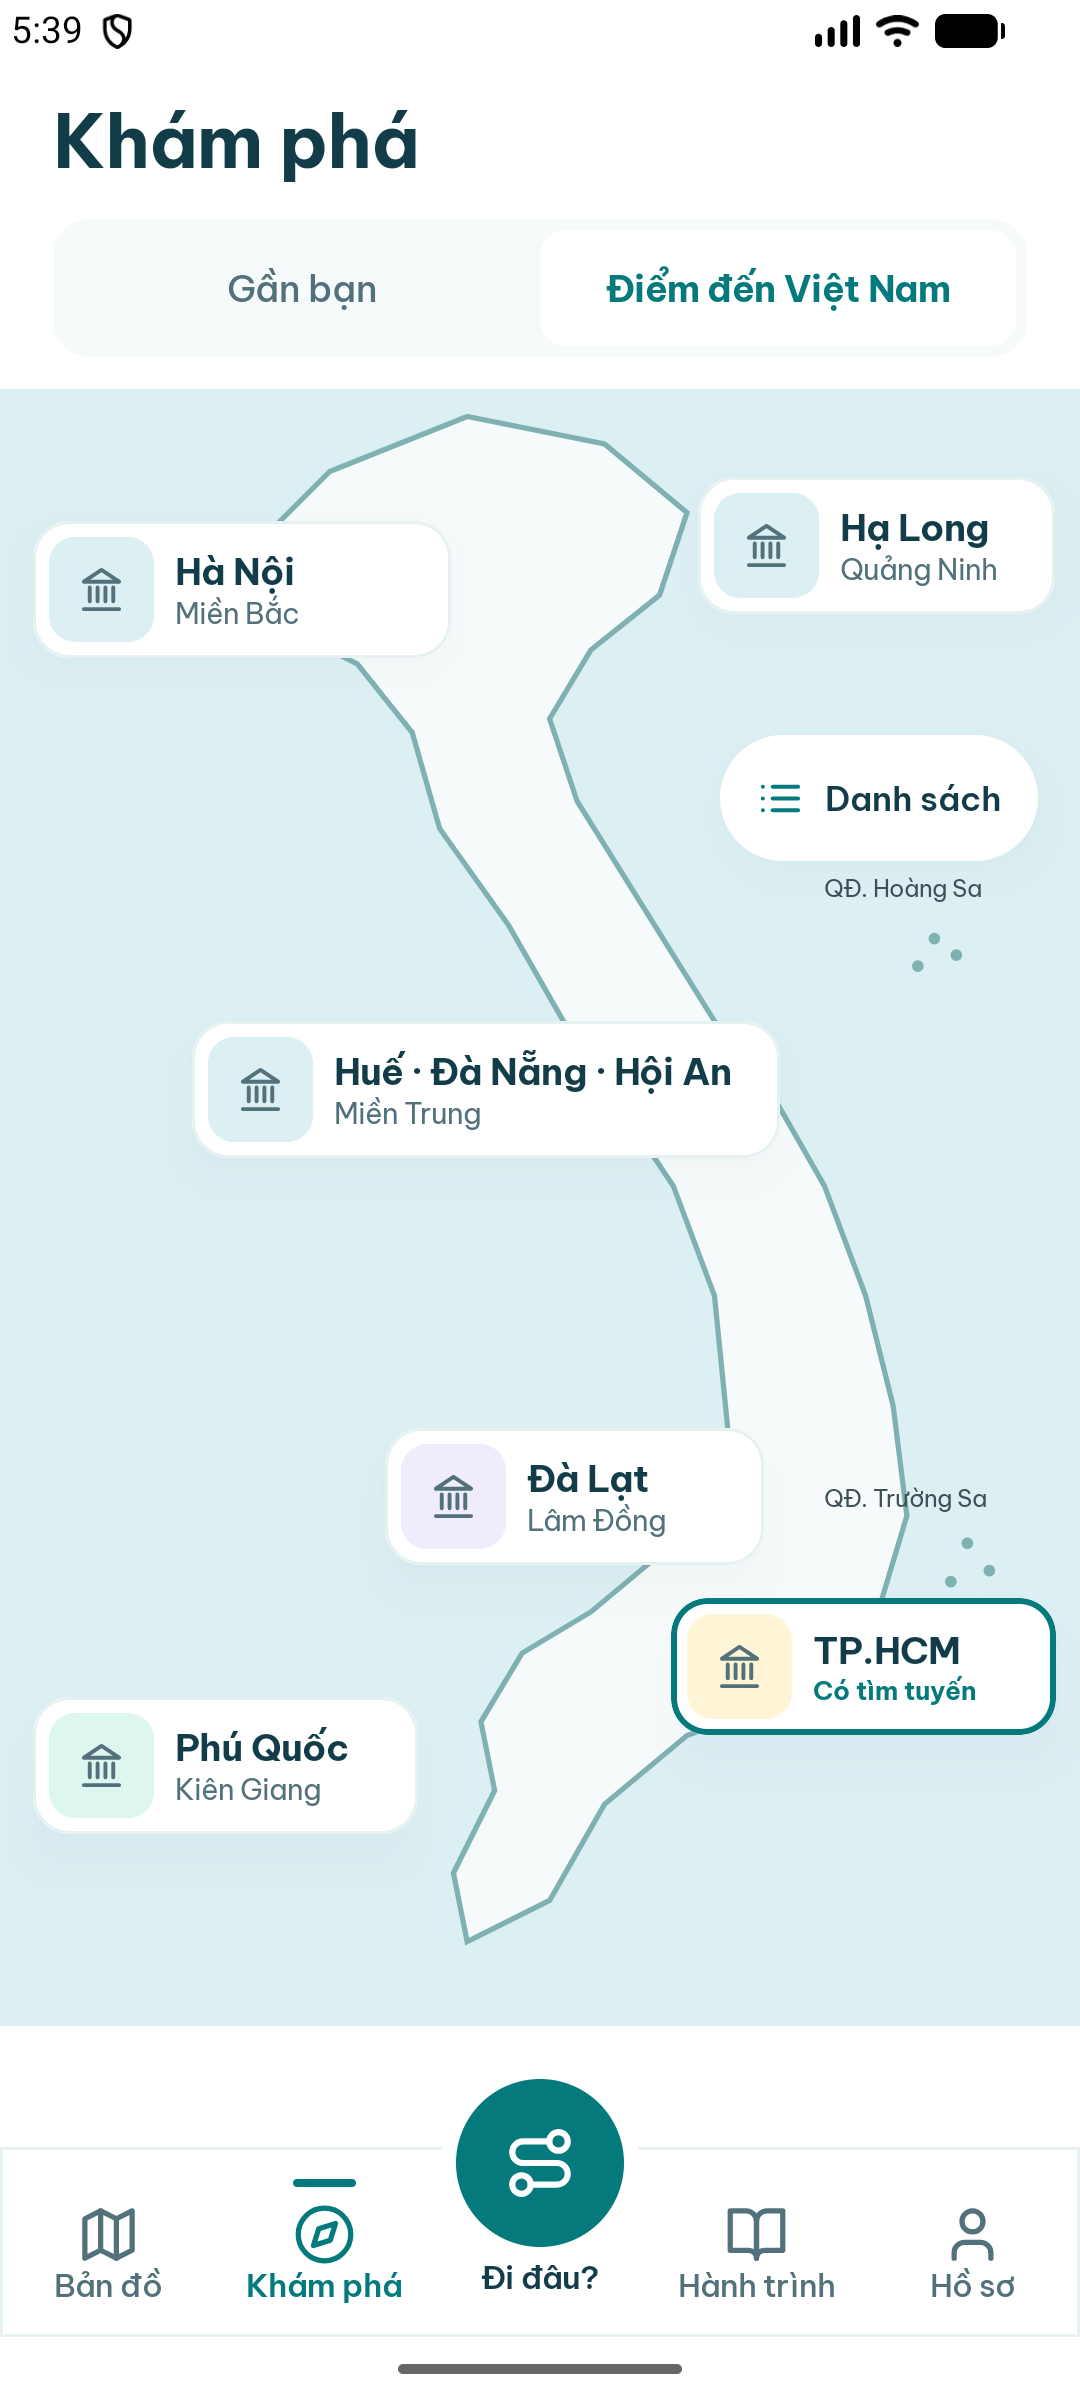 5:39
Khám phá
Gần bạn
Điểm đến Việt Nam
Hà Nội
Miền Bắc
Hạ Long
Quảng Ninh
Danh sách
QĐ. Hoàng Sa
Huế · Đà Nẵng · Hội An
Miền Trung
Đà Lạt
Lâm Đồng
QĐ. Trường Sa
TP.HCM
Có tìm tuyến
Phú Quốc
Kiên Giang
Bản đồ
Khám phá
Đi đâu?
Hành trình
Hồ sơ